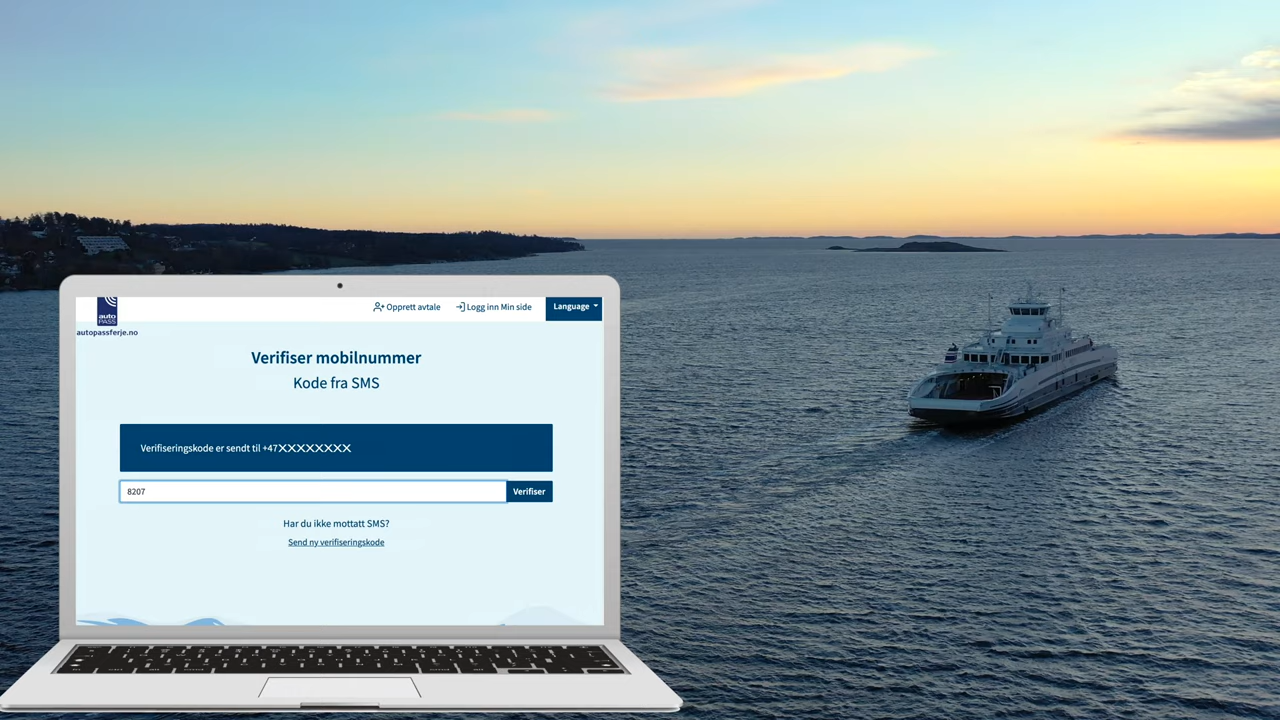 auto
PASS
autopassferje.no
Opprett avtale
Logg inn Min side
Language
Verifiser mobilnummer
Kode fra SMS
Verifiseringskode er sendt til +47XXXXXXXX
8207
Verifiser
Har du ikke mottatt SMS?
Send ny verifiseringskode